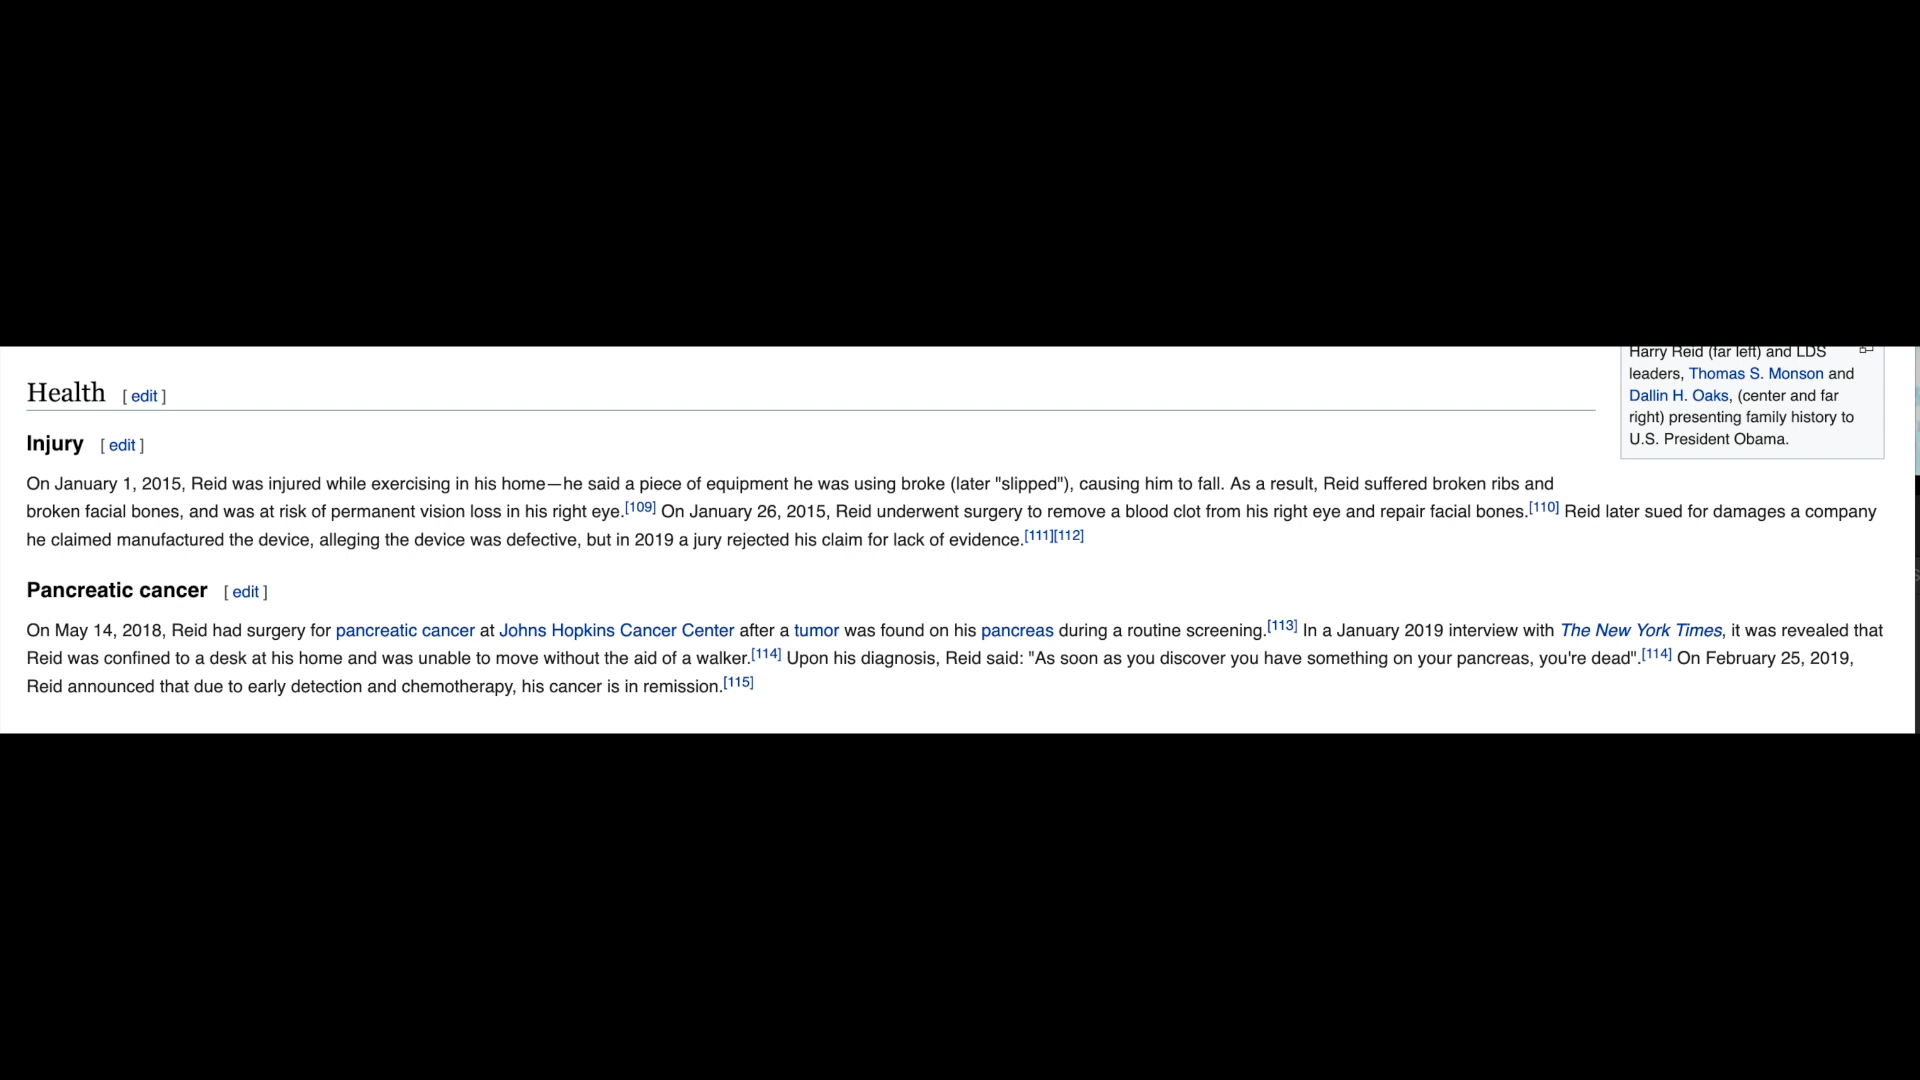 Harry Reid (far left) and LDS
leaders, Thomas S. Monson and
Dallin H. Oaks, (center and far
right) presenting family history to
U.S. President Obama.
Health [ edit ]
Injury [ edit ]
On January 1, 2015, Reid was injured while exercising in his home—he said a piece of equipment he was using broke (later "slipped"), causing him to fall. As a result, Reid suffered broken ribs and
broken facial bones, and was at risk of permanent vision loss in his right eye.[109] On January 26, 2015, Reid underwent surgery to remove a blood clot from his right eye and repair facial bones.[110] Reid later sued for damages a company
he claimed manufactured the device, alleging the device was defective, but in 2019 a jury rejected his claim for lack of evidence.[111][112]
Pancreatic cancer [ edit ]
On May 14, 2018, Reid had surgery for pancreatic cancer at Johns Hopkins Cancer Center after a tumor was found on his pancreas during a routine screening.[113] In a January 2019 interview with The New York Times, it was revealed that
Reid was confined to a desk at his home and was unable to move without the aid of a walker.[114] Upon his diagnosis, Reid said: "As soon as you discover you have something on your pancreas, you're dead".[114] On February 25, 2019,
Reid announced that due to early detection and chemotherapy, his cancer is in remission.[115]